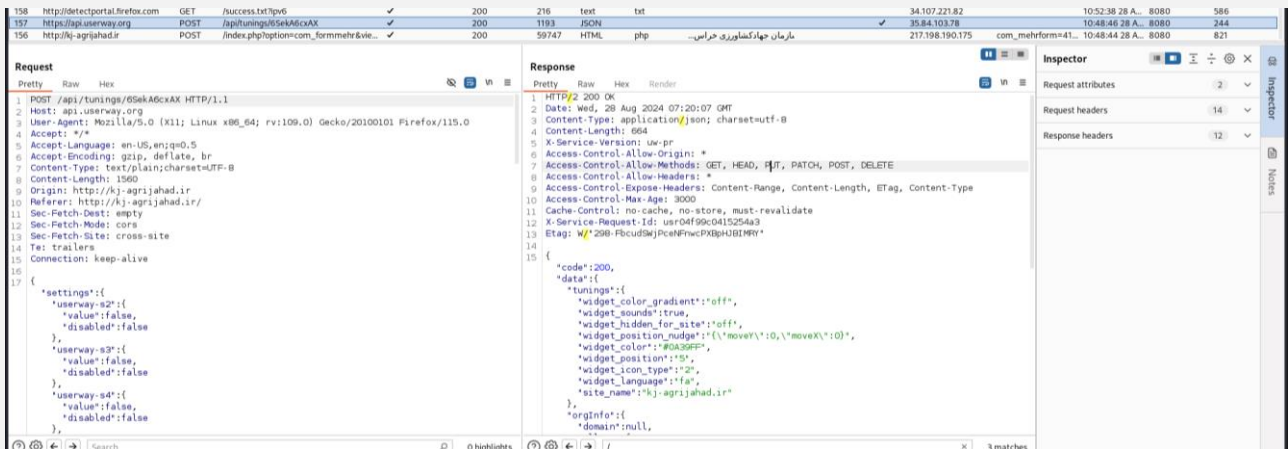 158 http://detectportal.firefox.com GET /success.txt?ipv6 ✓ 200 216 text txt 34.107.221.82 10:52:38 28 A... 8080 586
157 https://api.userway.org POST /api/tunings/6SekA6cxAX ✓ 200 1193 JSON ✓ 35.84.103.78 10:48:46 28 A... 8080 244
156 http://kj-agrijahad.ir POST /index.php?option=com_formmehr&vie... ✓ 200 59747 HTML php سازمان جهادکشاورزی خراس... 217.198.190.175 com_mehrform=41... 10:48:44 28 A... 8080 821
Request
Pretty Raw Hex
1 POST /api/tunings/6SekA6cxAX HTTP/1.1
2 Host: api.userway.org
3 User-Agent: Mozilla/5.0 (X11; Linux x86_64; rv:109.0) Gecko/20100101 Firefox/115.0
4 Accept: */*
5 Accept-Language: en-US,en;q=0.5
6 Accept-Encoding: gzip, deflate, br
7 Content-Type: text/plain;charset=UTF-8
8 Content-Length: 1560
9 Origin: http://kj-agrijahad.ir
10 Referer: http://kj-agrijahad.ir/
11 Sec-Fetch-Dest: empty
12 Sec-Fetch-Mode: cors
13 Sec-Fetch-Site: cross-site
14 Te: trailers
15 Connection: keep-alive
16
17 {
"settings":{
"userway-s2":{
"value":false,
"disabled":false
},
"userway-s3":{
"value":false,
"disabled":false
},
"userway-s4":{
"value":false,
"disabled":false
},
Search 0 highlights
Response
Pretty Raw Hex Render
1 HTTP/2 200 OK
2 Date: Wed, 28 Aug 2024 07:20:07 GMT
3 Content-Type: application/json; charset=utf-8
4 Content-Length: 664
5 X-Service-Version: uw-pr
6 Access-Control-Allow-Origin: *
7 Access-Control-Allow-Methods: GET, HEAD, PUT, PATCH, POST, DELETE
8 Access-Control-Allow-Headers: *
9 Access-Control-Expose-Headers: Content-Range, Content-Length, ETag, Content-Type
10 Access-Control-Max-Age: 3000
11 Cache-Control: no-cache, no-store, must-revalidate
12 X-Service-Request-Id: usr04f99c0415254a3
13 Etag: W/"298-FbcudSWjPceNFnwcPXBpHJBIMRY"
14
15 {
"code":200,
"data":{
"tunings":{
"widget_color_gradient":"off",
"widget_sounds":true,
"widget_hidden_for_site":"off",
"widget_position_nudge":"{\"moveY\":0,\"moveX\":0}",
"widget_color":"#0A39FF",
"widget_position":"5",
"widget_icon_type":"2",
"widget_language":"fa",
"site_name":"kj-agrijahad.ir"
},
"orgInfo":{
"domain":null,
/ 3 matches
Inspector
Request attributes 2
Request headers 14
Response headers 12
Inspector
Notes